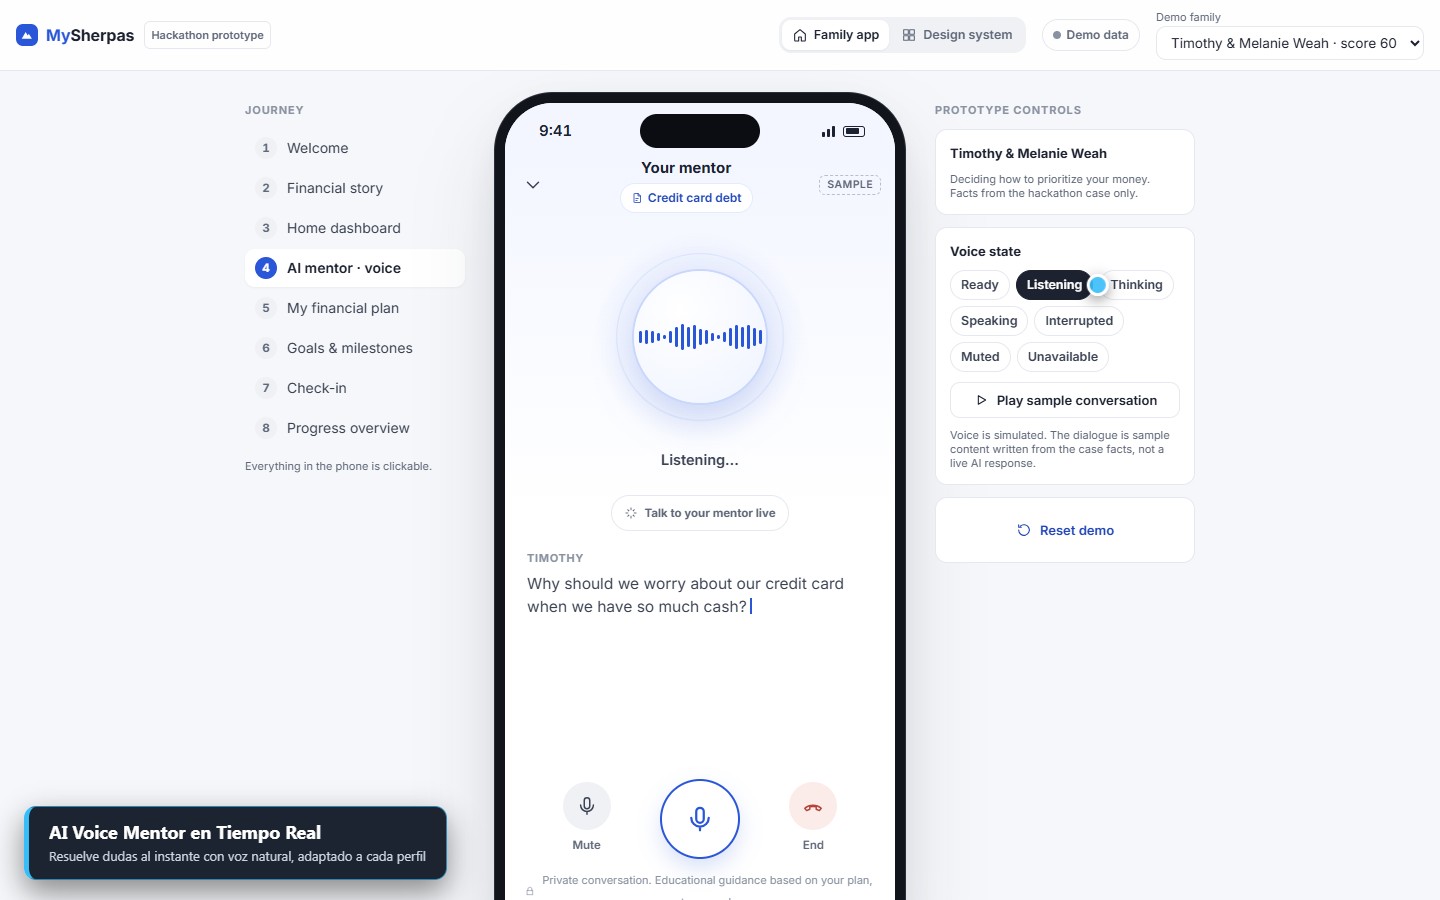 MySherpas
Hackathon prototype
Family app
Design system
Demo data
Demo family
Timothy & Melanie Weah · score 60
JOURNEY
1 Welcome
2 Financial story
3 Home dashboard
4 AI mentor · voice
5 My financial plan
6 Goals & milestones
7 Check-in
8 Progress overview
Everything in the phone is clickable.
9:41
Your mentor
Credit card debt
SAMPLE
Listening...
Talk to your mentor live
TIMOTHY
Why should we worry about our credit card
when we have so much cash?
Mute
End
Private conversation. Educational guidance based on your plan,
PROTOTYPE CONTROLS
Timothy & Melanie Weah
Deciding how to prioritize your money.
Facts from the hackathon case only.
Voice state
Ready
Listening
Thinking
Speaking
Interrupted
Muted
Unavailable
Play sample conversation
Voice is simulated. The dialogue is sample
content written from the case facts, not a
live AI response.
Reset demo
AI Voice Mentor en Tiempo Real
Resuelve dudas al instante con voz natural, adaptado a cada perfil